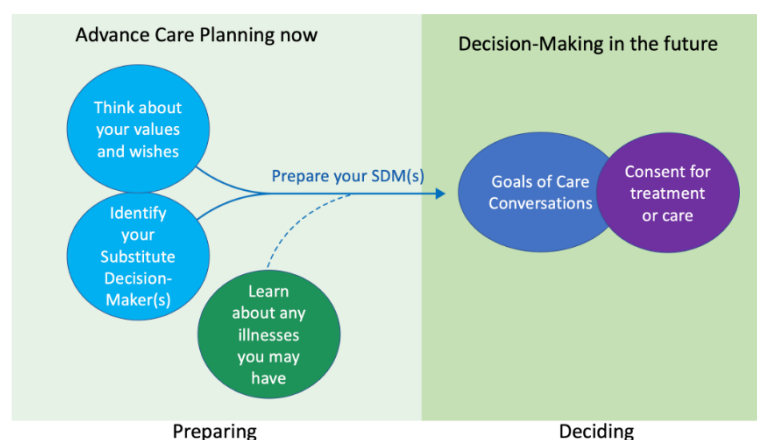 Advance Care Planning now
Decision-Making in the future
Think about
your values
and wishes
Identify
your
Substitute
Decision-
Maker(s)
Prepare your SDM(s)
Learn
about any
illnesses
you may
have
Goals of Care
Conversations
Consent for
treatment
or care
Preparing
Deciding